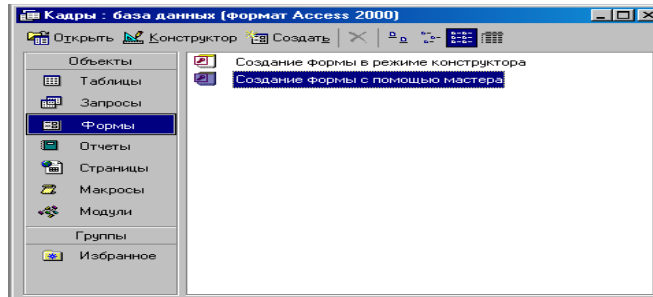 Кадры : база данных (формат Access 2000)
Открыть Конструктор Создать
Объекты
Таблицы
Запросы
Формы
Отчеты
Страницы
Макросы
Модули
Группы
Избранное
Создание формы в режиме конструктора
Создание формы с помощью мастера